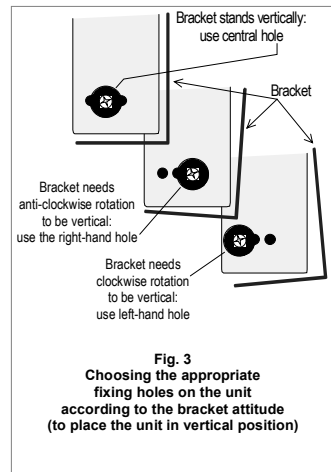 Bracket stands vertically:
use central hole
Bracket
Bracket needs
anti-clockwise rotation
to be vertical:
use the right-hand hole
Bracket needs
clockwise rotation
to be vertical:
use left-hand hole
Fig. 3
Choosing the appropriate
fixing holes on the unit
according to the bracket attitude
(to place the unit in vertical position)